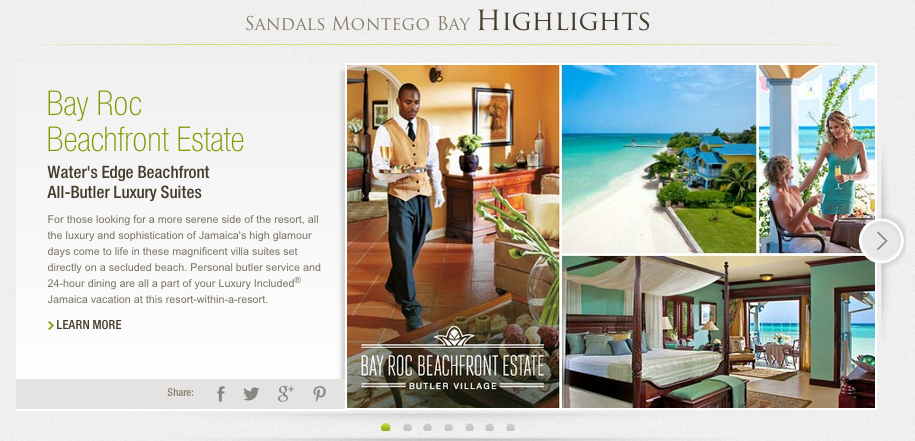 Sandals Montego Bay Highlights
Bay Roc
Beachfront Estate
Water's Edge Beachfront
All-Butler Luxury Suites
For those looking for a more serene side of the resort, all
the luxury and sophistication of Jamaica's high glamour
days come to life in these magnificent villa suites set
directly on a secluded beach. Personal butler service and
24-hour dining are all a part of your Luxury Included®
Jamaica vacation at this resort-within-a-resort.
LEARN MORE
Share:
BAY ROC BEACHFRONT ESTATE
BUTLER VILLAGE